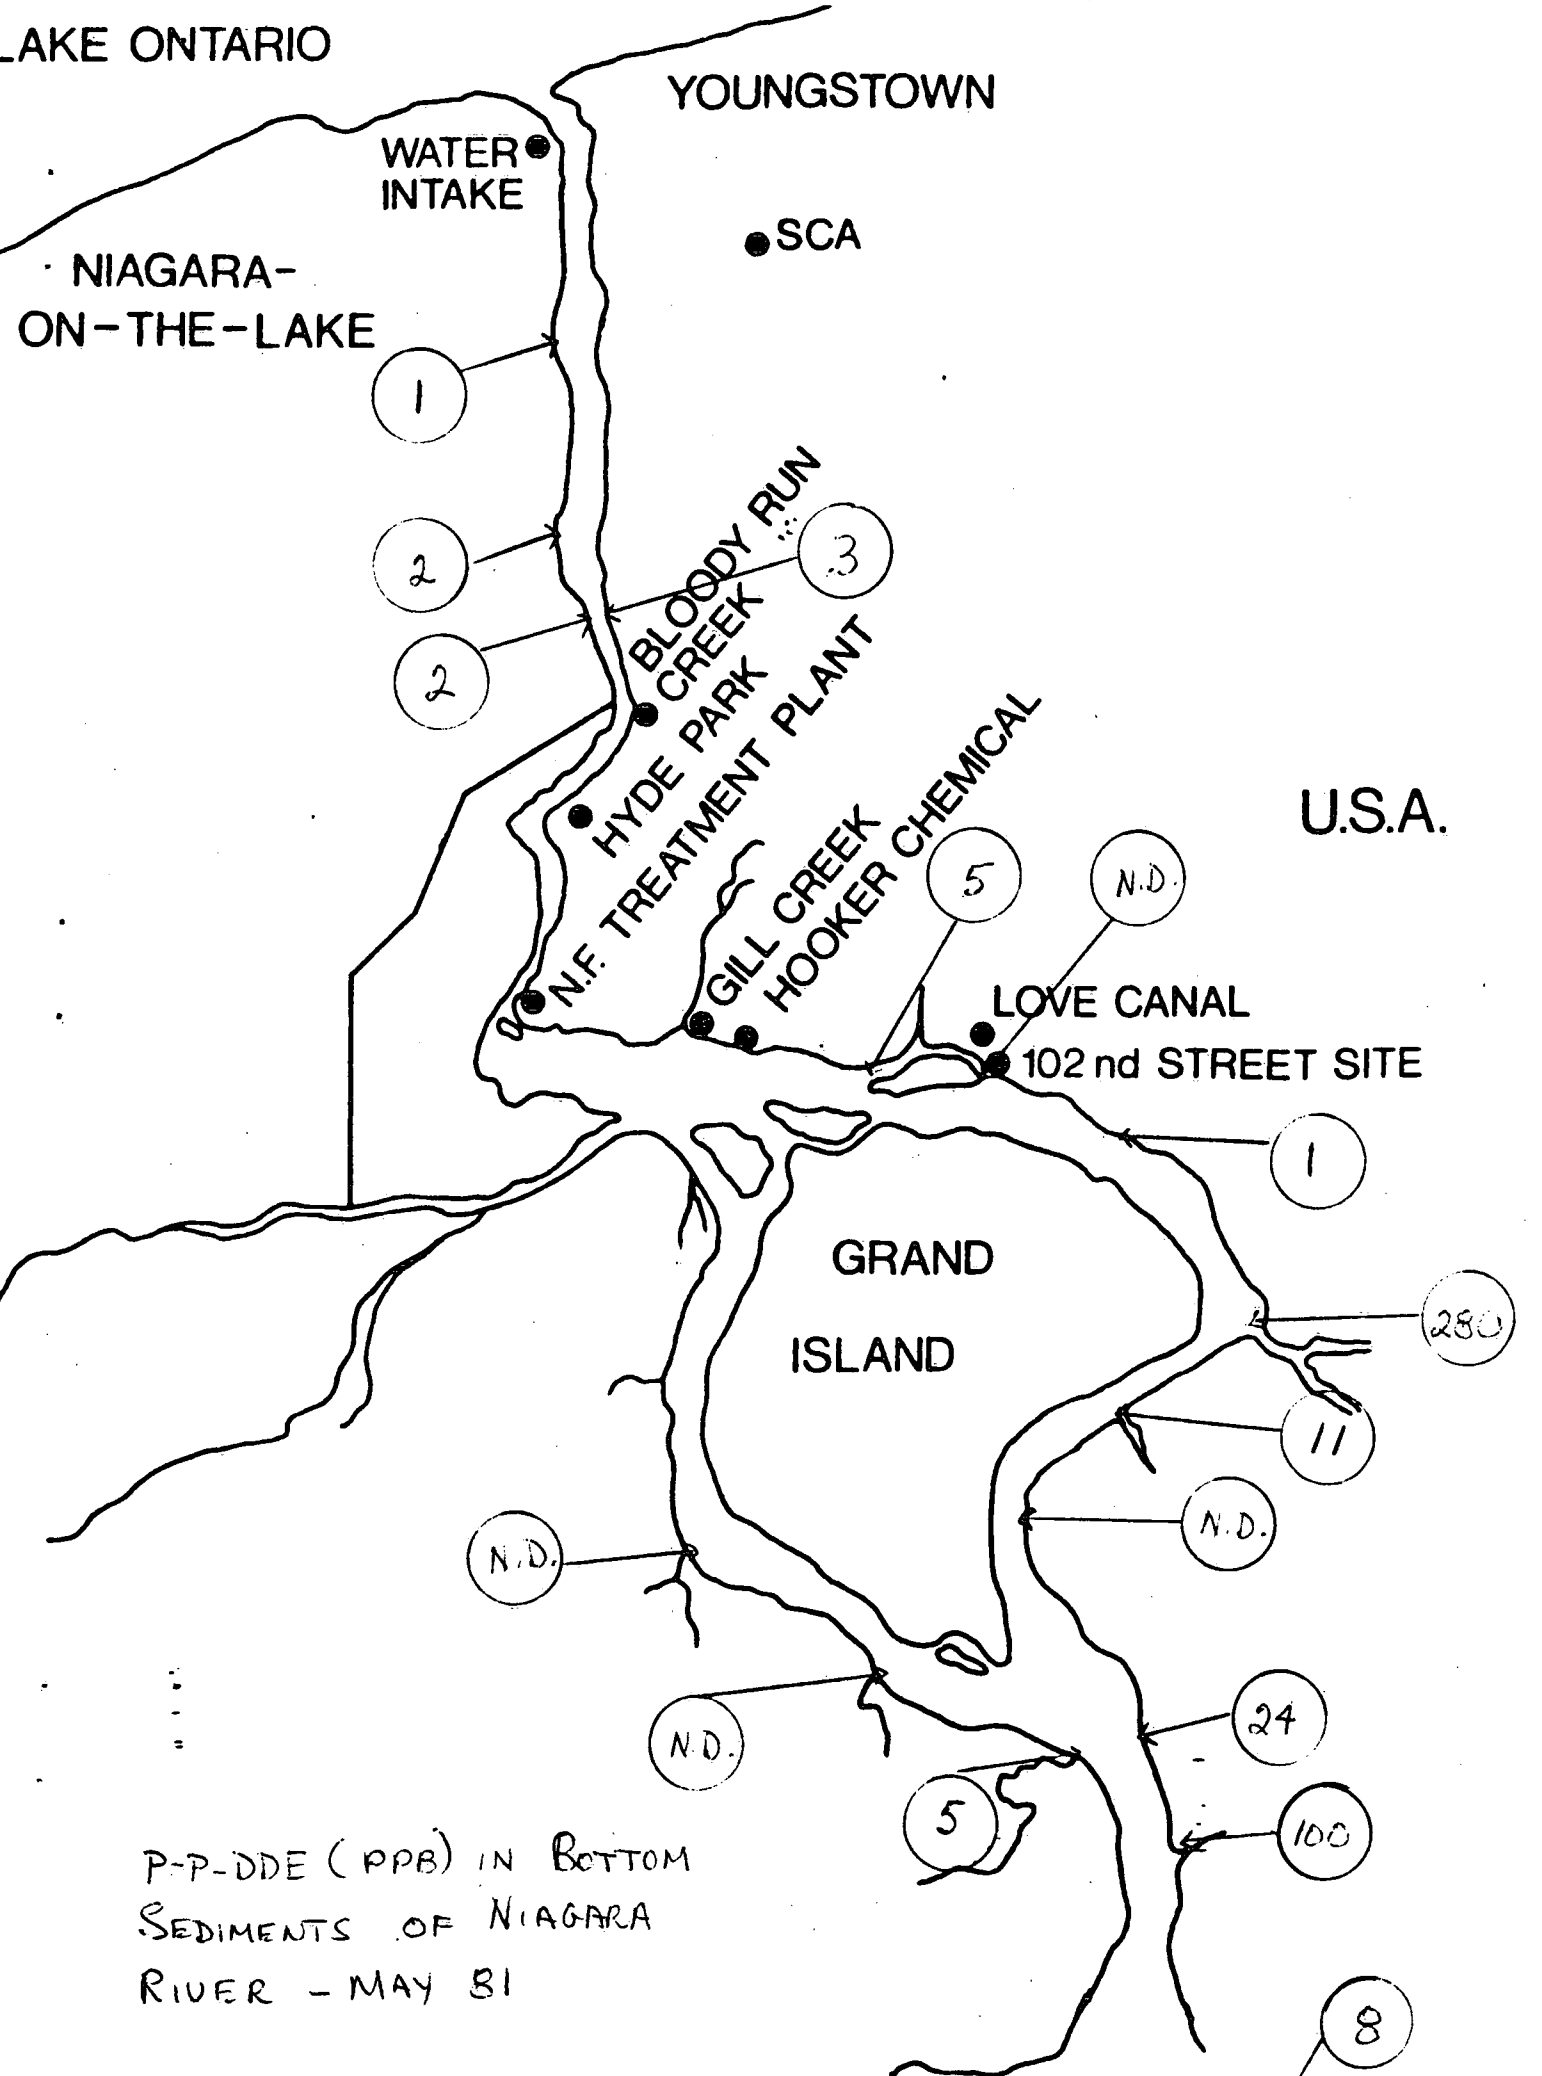 LAKE ONTARIO
YOUNGSTOWN
WATER
INTAKE
SCA
NIAGARA-
ON-THE-LAKE
1
2
3
2
BLOODY RUN
CREEK
HYDE PARK
N.F. TREATMENT PLANT
GILL CREEK
HOOKER CHEMICAL
U.S.A.
5
N.D.
LOVE CANAL
102nd STREET SITE
1
GRAND
ISLAND
280
11
N.D.
N.D.
N.D.
24
5
100
P-P-DDE (PPB) IN BOTTOM
SEDIMENTS OF NIAGARA
RIVER - MAY 81
8